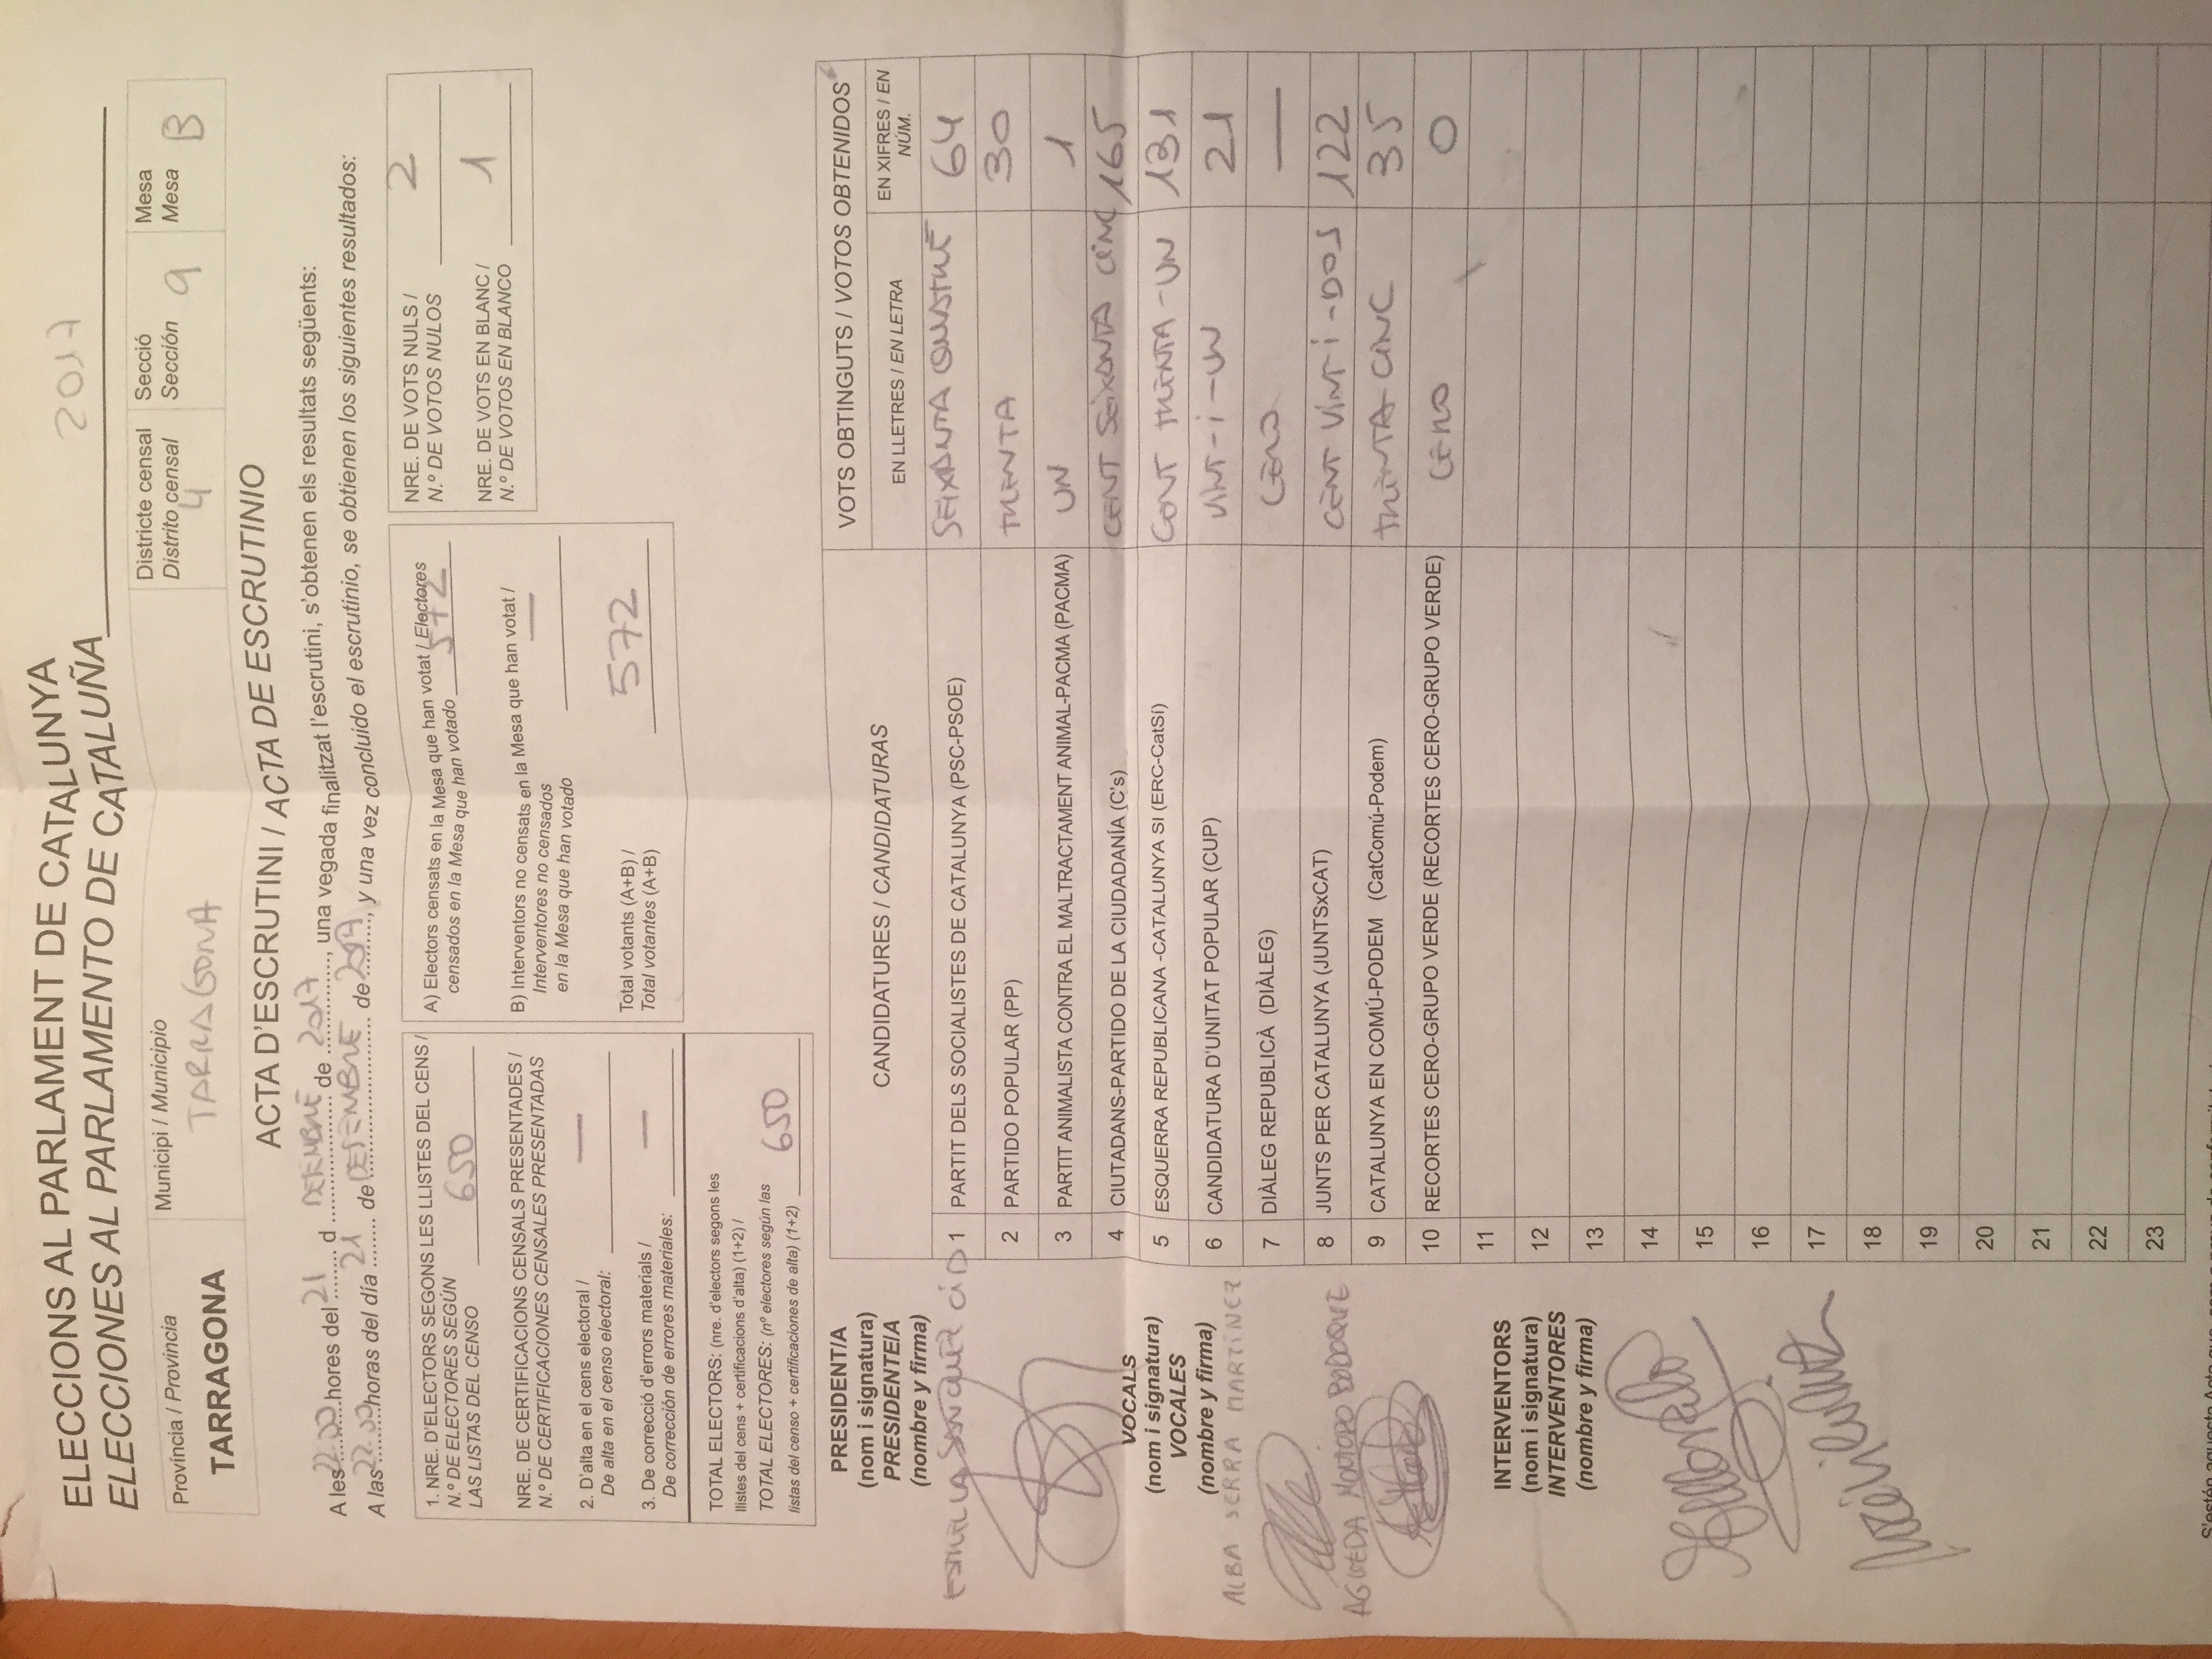 ELECCIONS AL PARLAMENT DE CATALUNYA
ELECCIONES AL PARLAMENTO DE CATALUÑA 2017
Província / Provincia
TARRAGONA
Municipi / Municipio
TARRAGONA
Districte censal
Distrito censal
4
Secció
Sección 9
Mesa
Mesa B
ACTA D'ESCRUTINI / ACTA DE ESCRUTINIO
A les 22.00 hores del 21 d DESEMBRE de 2017, una vegada finalitzat l'escrutini, s'obtenen els resultats següents:
A las 22.00 horas del día 21 de DESEMBRE de 2017, y una vez concluído el escrutinio, se obtienen los siguientes resultados:
1. NRE. D'ELECTORS SEGONS LES LLISTES DEL CENS /
N.º DE ELECTORES SEGÚN
LAS LISTAS DEL CENSO 650
NRE. DE CERTIFICACIONS CENSALS PRESENTADES /
N.º DE CERTIFICACIONES CENSALES PRESENTADAS
2. D'alta en el cens electoral / —
De alta en el censo electoral:
3. De correcció d'errors materials / —
De corrección de errores materiales:
TOTAL ELECTORS: (nre. d'electors segons les
llistes del cens + certificacions d'alta) (1+2) /
TOTAL ELECTORES: (nº electores según las
listas del censo + certificaciones de alta) (1+2) 650
A) Electors censats en la Mesa que han votat / Electores
censados en la Mesa que han votado 572
B) Interventors no censats en la Mesa que han votat /
Interventores no censados —
en la Mesa que han votado
Total votants (A+B) /
Total votantes (A+B) 572
NRE. DE VOTS NULS / 2
N.º DE VOTOS NULOS
NRE. DE VOTS EN BLANC / 1
N.º DE VOTOS EN BLANCO
PRESIDENT/A
(nom i signatura)
PRESIDENTE/A
(nombre y firma)
ESTRELLA SANCHEZ CID
VOCALS
(nom i signatura)
VOCALES
(nombre y firma)
ALBA SERRA MARTÍNEZ
AGUEDA MONTORO BODOQUE
INTERVENTORS
(nom i signatura)
INTERVENTORES
(nombre y firma)
CANDIDATURES / CANDIDATURAS
VOTS OBTINGUTS / VOTOS OBTENIDOS
EN LLETRES / EN LETRA
EN XIFRES / EN
NÚM.
1 PARTIT DELS SOCIALISTES DE CATALUNYA (PSC-PSOE) SEIXANTA QUATRE 64
2 PARTIDO POPULAR (PP) TRENTA 30
3 PARTIT ANIMALISTA CONTRA EL MALTRACTAMENT ANIMAL-PACMA (PACMA) UN 1
4 CIUTADANS-PARTIDO DE LA CIUDADANÍA (C's) CENT SEIXANTA CINC 165
5 ESQUERRA REPUBLICANA -CATALUNYA SI (ERC-CatSí) CENT TRENTA-UN 131
6 CANDIDATURA D'UNITAT POPULAR (CUP) VINT-I-UN 21
7 DIÀLEG REPUBLICÀ (DIÀLEG) CERO —
8 JUNTS PER CATALUNYA (JUNTSxCAT) CENT VINT I-DOS 122
9 CATALUNYA EN COMÚ-PODEM (CatComú-Podem) TRENTA CINC 35
10 RECORTES CERO-GRUPO VERDE (RECORTES CERO-GRUPO VERDE) CERO 0
11
12
13
14
15
16
17
18
19
20
21
22
23